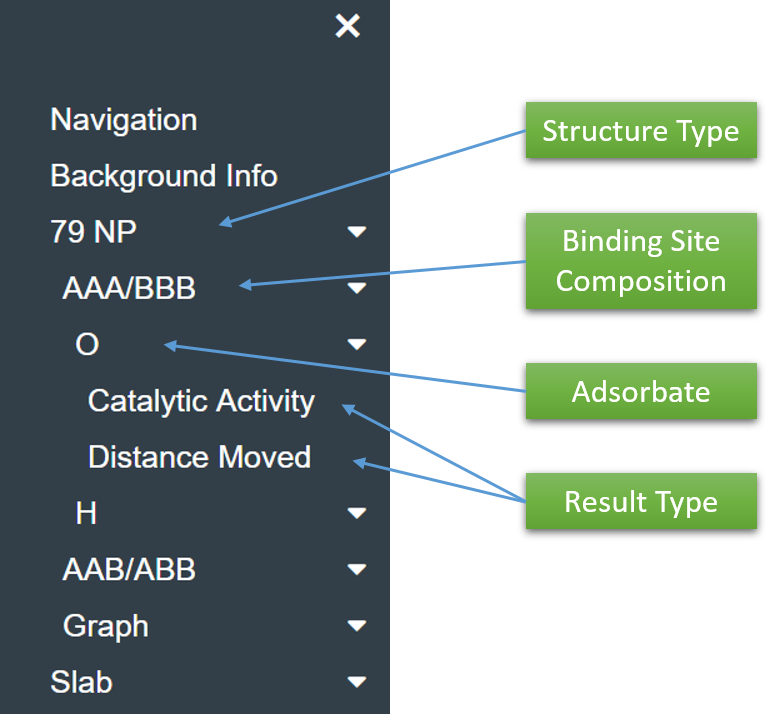 Navigation
Background Info
79 NP
AAA/BBB
O
Catalytic Activity
Distance Moved
H
AAB/ABB
Graph
Slab
Structure Type
Binding Site
Composition
Adsorbate
Result Type